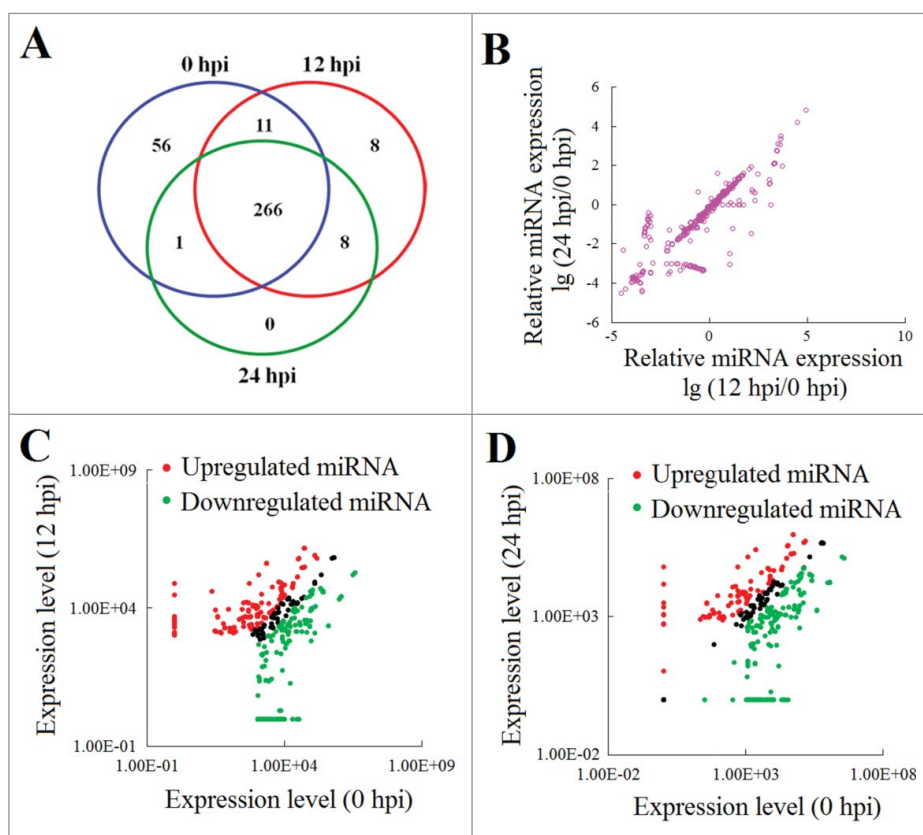 A
0 hpi
12 hpi
56
11
8
266
1
8
0
24 hpi
B
Relative miRNA expression
lg (24 hpi/0 hpi)
6
4
2
0
-2
-4
-6
-5
0
5
10
Relative miRNA expression
lg (12 hpi/0 hpi)
C
Upregulated miRNA
Downregulated miRNA
Expression level (12 hpi)
1.00E+09
1.00E+04
1.00E-01
1.00E-01
1.00E+04
1.00E+09
Expression level (0 hpi)
D
Upregulated miRNA
Downregulated miRNA
Expression level (24 hpi)
1.00E+08
1.00E+03
1.00E-02
1.00E-02
1.00E+03
1.00E+08
Expression level (0 hpi)